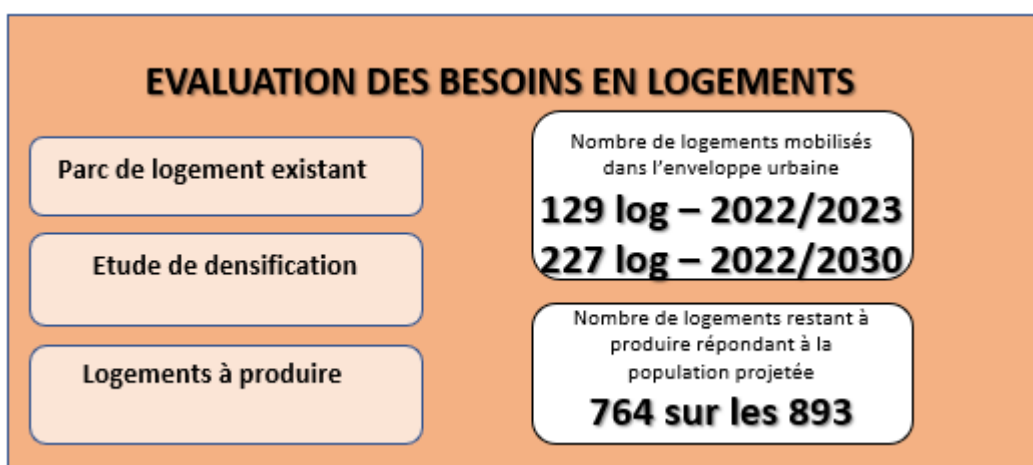 EVALUATION DES BESOINS EN LOGEMENTS
Parc de logement existant
Etude de densification
Logements à produire
Nombre de logements mobilisés
dans l'enveloppe urbaine
129 log – 2022/2023
227 log – 2022/2030
Nombre de logements restant à
produire répondant à la
population projetée
764 sur les 893